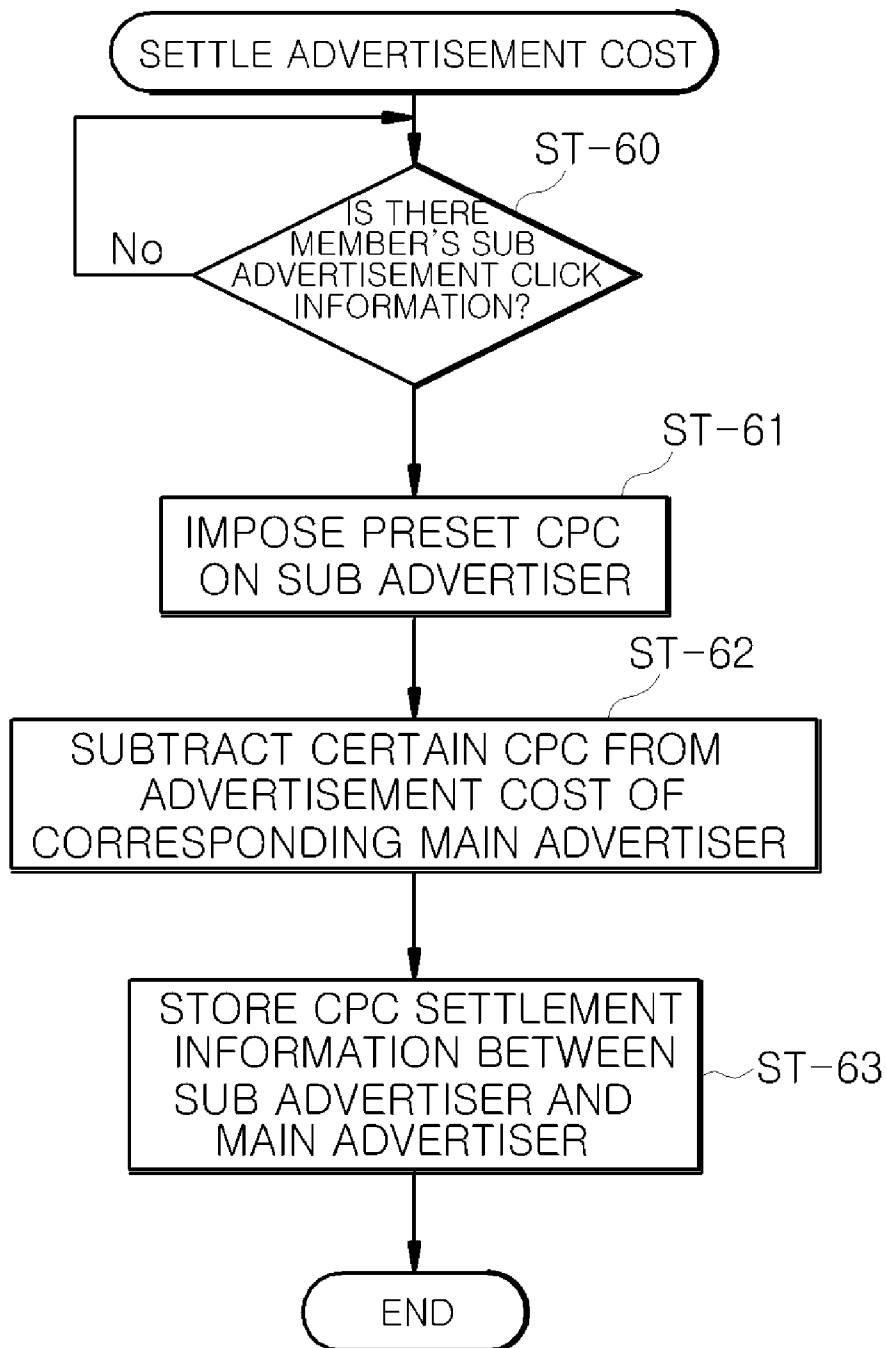 SETTLE ADVERTISEMENT COST
ST-60
IS THERE
MEMBER'S SUB
ADVERTISEMENT CLICK
INFORMATION?
No
ST-61
IMPOSE PRESET CPC
ON SUB ADVERTISER
ST-62
SUBTRACT CERTAIN CPC FROM
ADVERTISEMENT COST OF
CORRESPONDING MAIN ADVERTISER
STORE CPC SETTLEMENT
INFORMATION BETWEEN
SUB ADVERTISER AND
MAIN ADVERTISER
ST-63
END